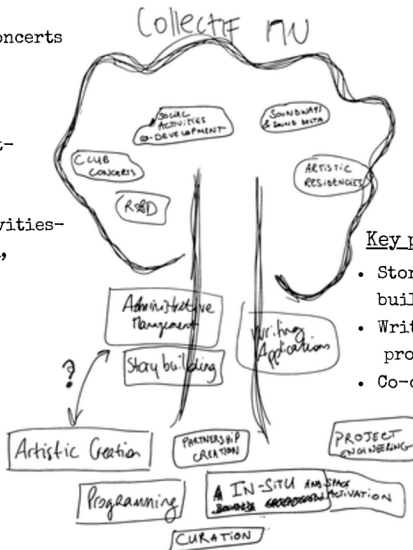 Collectif MU
oncerts
SOCIAL
ACTIVITIES
CO-DEVELOPMENT
SOUNDWAYS
& SOUND DELTA
t-
CLUB
CONCERTS
ARTISTIC
RESIDENCIES
R&D
vities-
,
Key p
• Stor
buil
• Writ
pro
• Co-c
Administrative
Management
Writing
Applications
Story building
?
Artistic Creation
PARTNERSHIP
CREATION
PROJECT
ENGINEERING
Programming
IN-SITU AND SPACE
ACTIVATION
CURATION